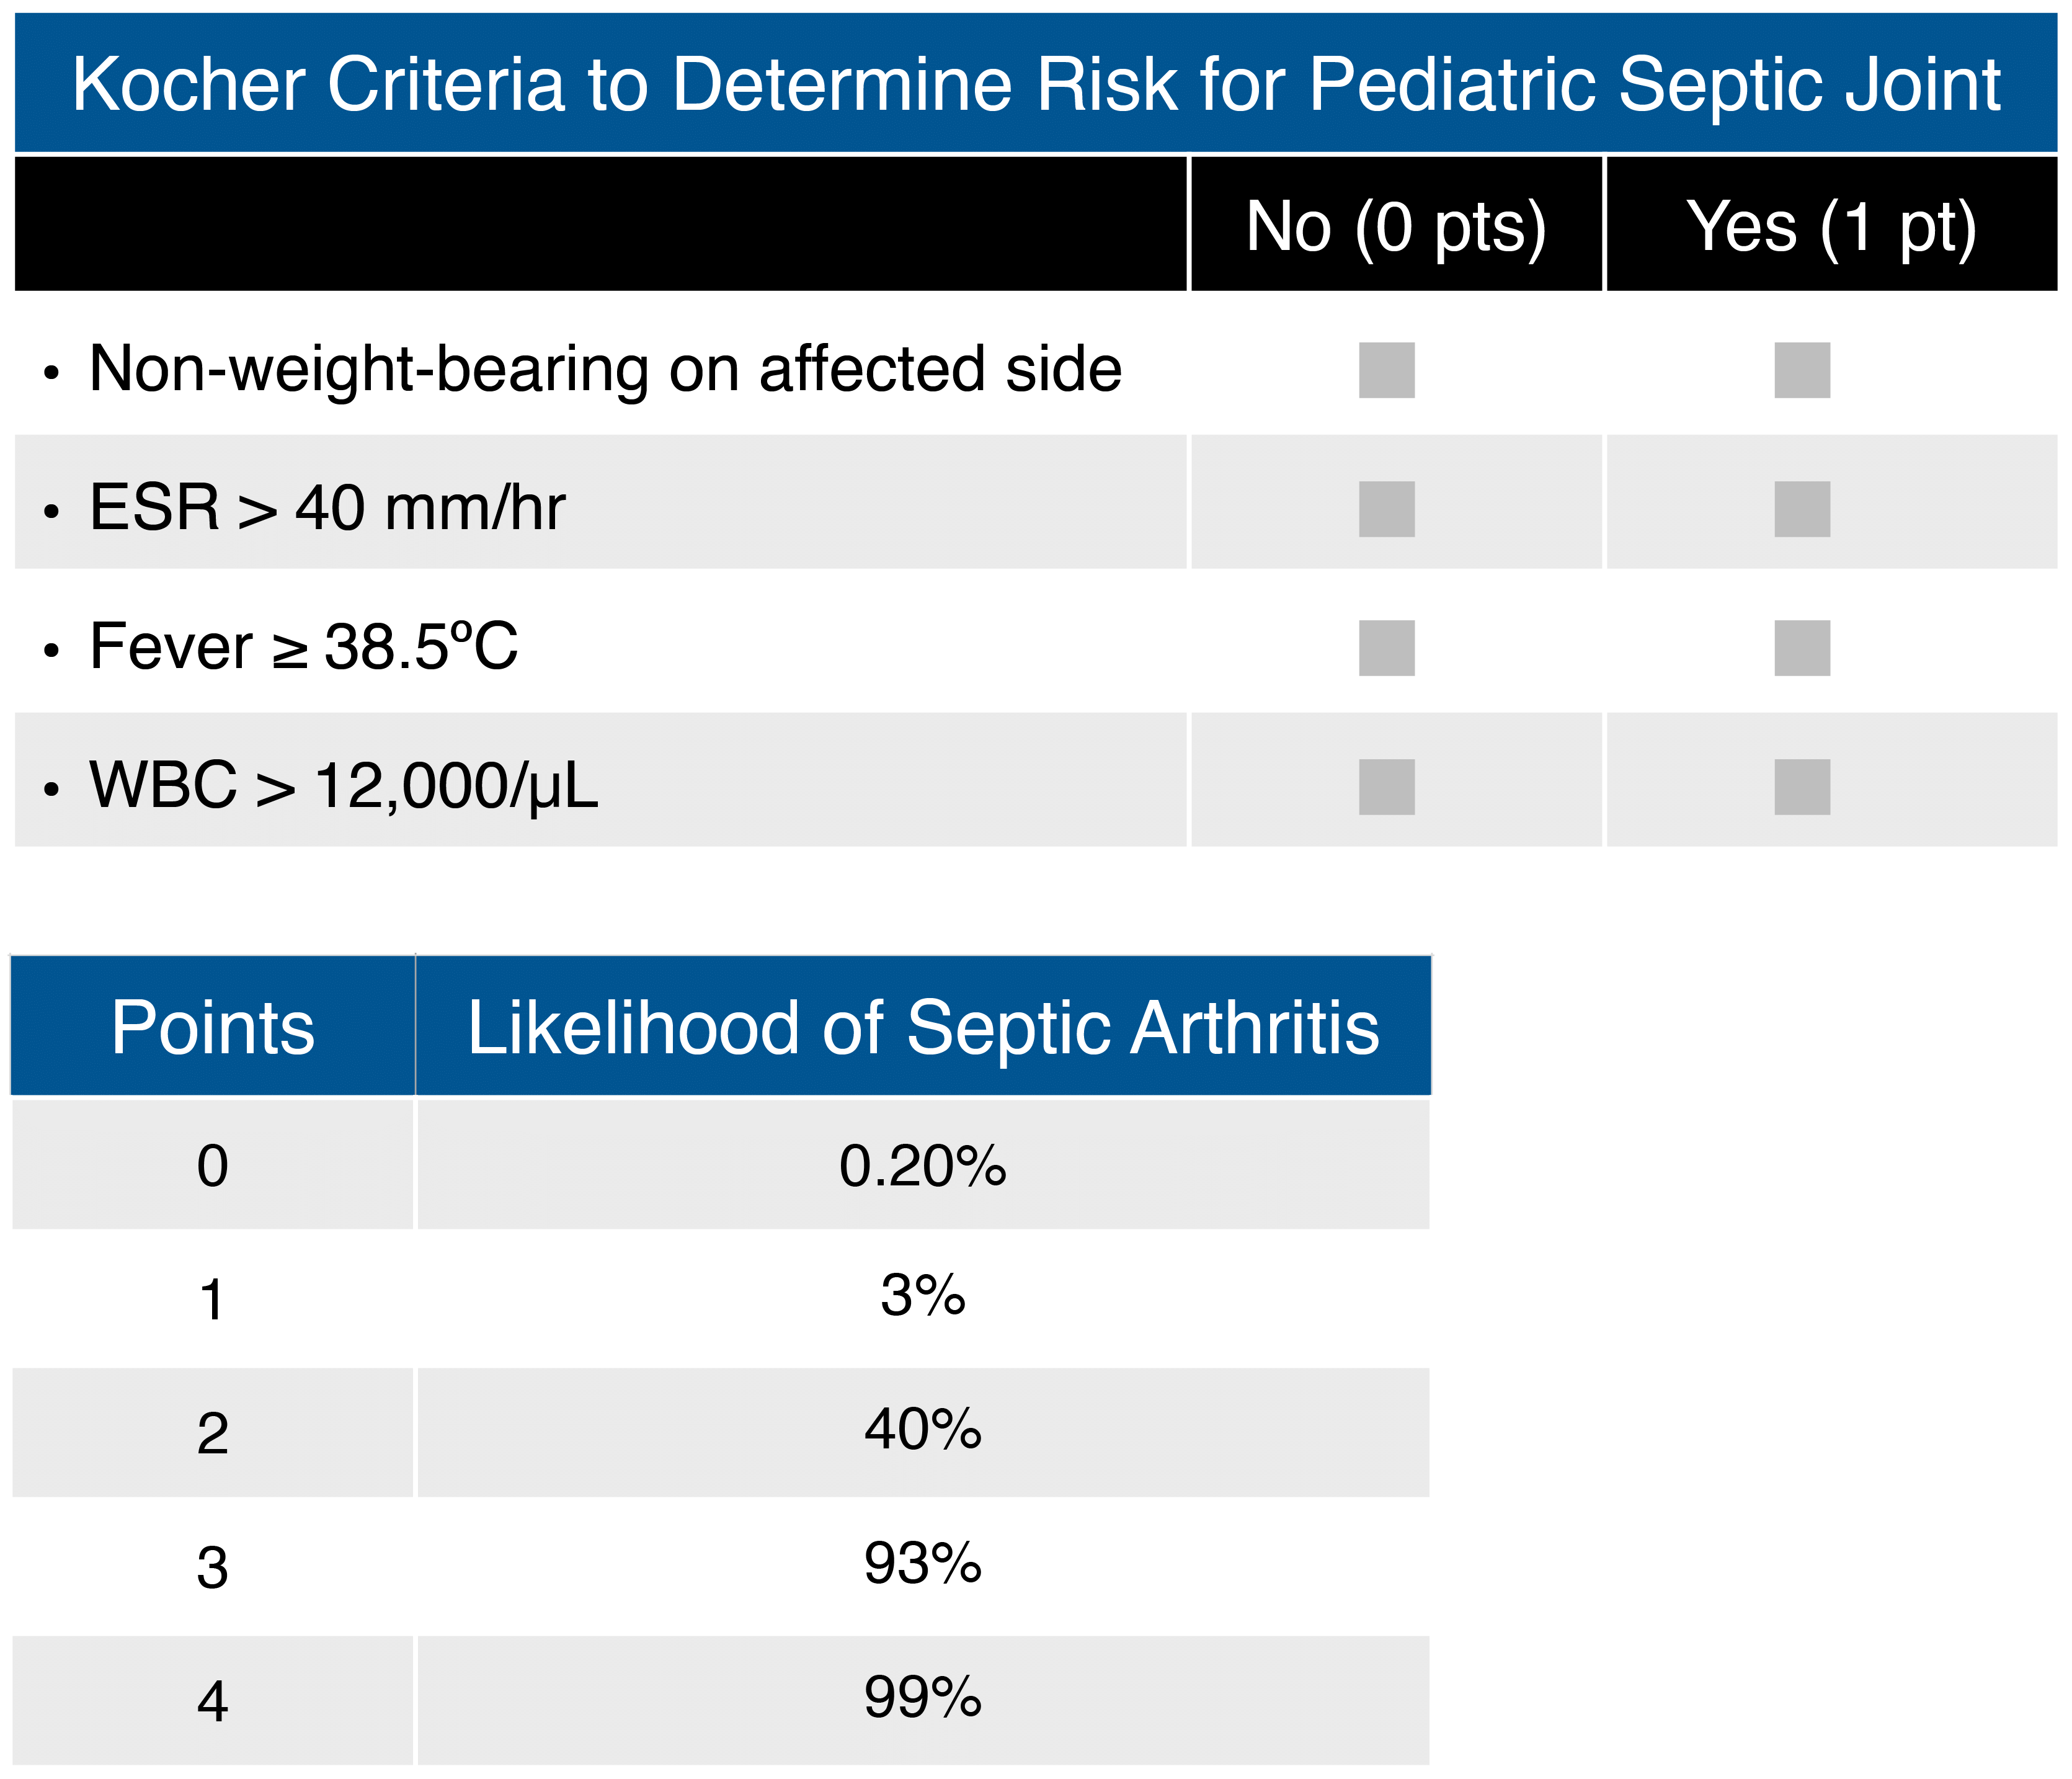 Kocher Criteria to Determine Risk for Pediatric Septic Joint
No (0 pts) Yes (1 pt)
• Non-weight-bearing on affected side
• ESR > 40 mm/hr
• Fever ≥ 38.5ºC
• WBC > 12,000/µL
Points Likelihood of Septic Arthritis
0 0.20%
1 3%
2 40%
3 93%
4 99%